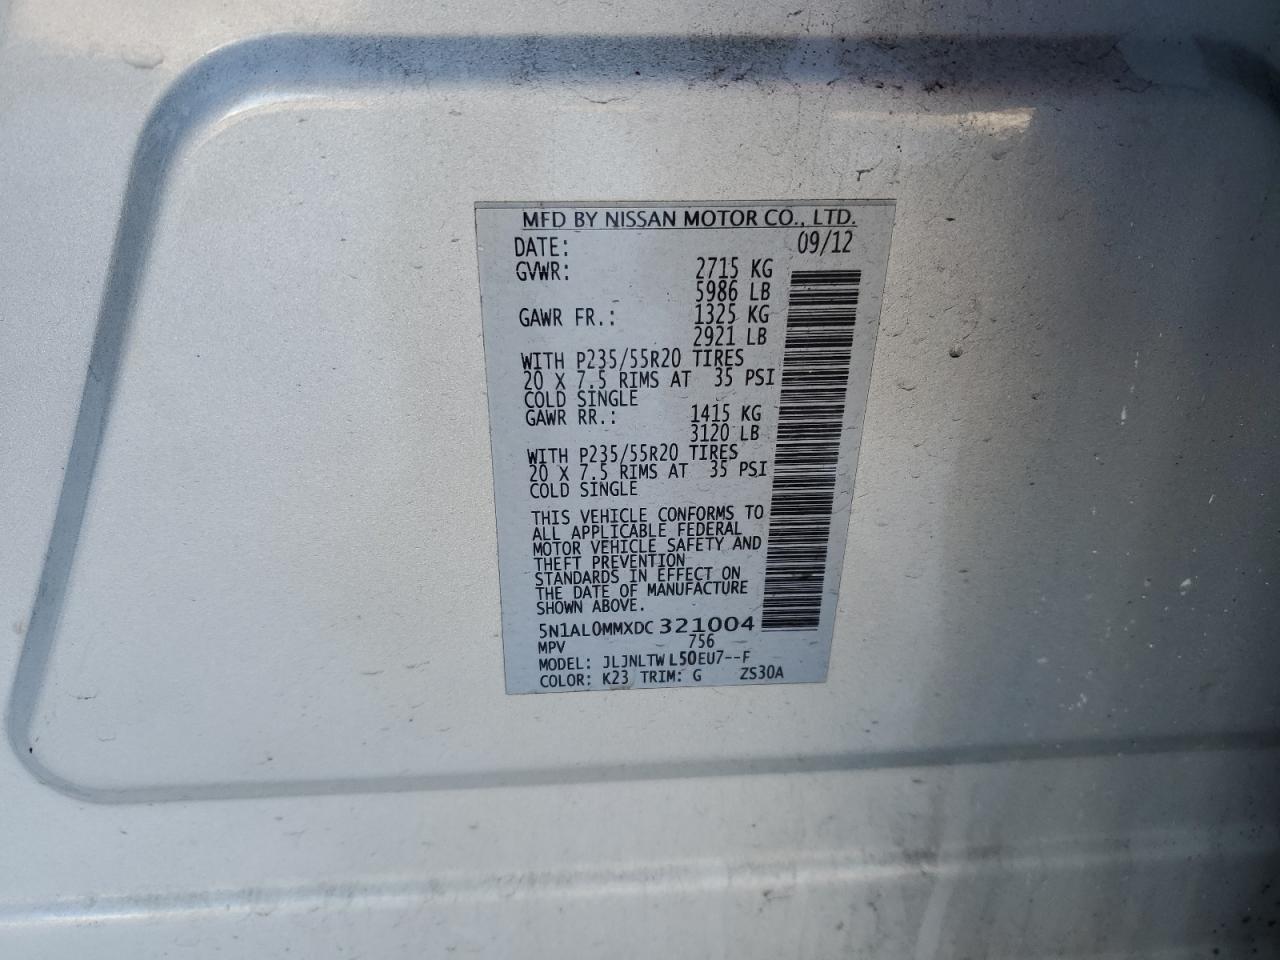 MFD BY NISSAN MOTOR CO., LTD.
DATE: 09/12
GVWR: 2715 KG
5986 LB
GAWR FR.: 1325 KG
2921 LB
WITH P235/55R20 TIRES
20 X 7.5 RIMS AT 35 PSI
COLD SINGLE
GAWR RR.: 1415 KG
3120 LB
WITH P235/55R20 TIRES
20 X 7.5 RIMS AT 35 PSI
COLD SINGLE
THIS VEHICLE CONFORMS TO
ALL APPLICABLE FEDERAL
MOTOR VEHICLE SAFETY AND
THEFT PREVENTION
STANDARDS IN EFFECT ON
THE DATE OF MANUFACTURE
SHOWN ABOVE.
5N1AL0MMXDC 321004
MPV 756
MODEL: JLJNLTWL50EU7--F
COLOR: K23 TRIM: G ZS30A